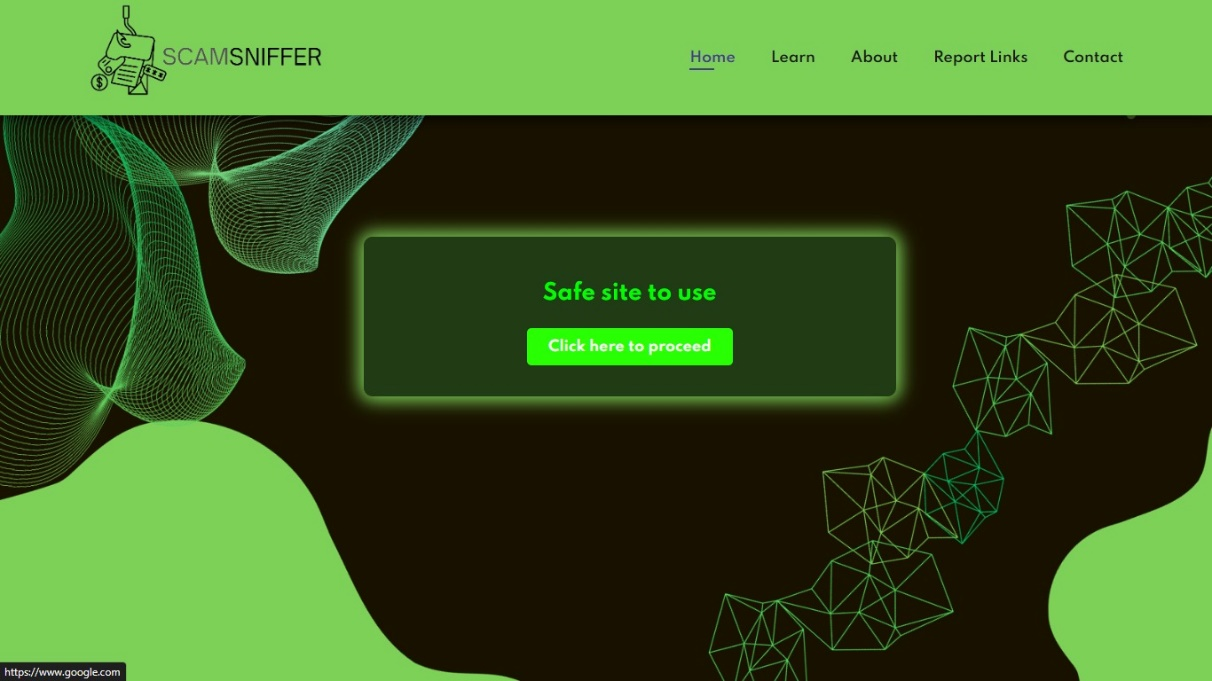 SCAMSNIFFER
Home Learn About Report Links Contact
Safe site to use
Click here to proceed
https://www.google.com